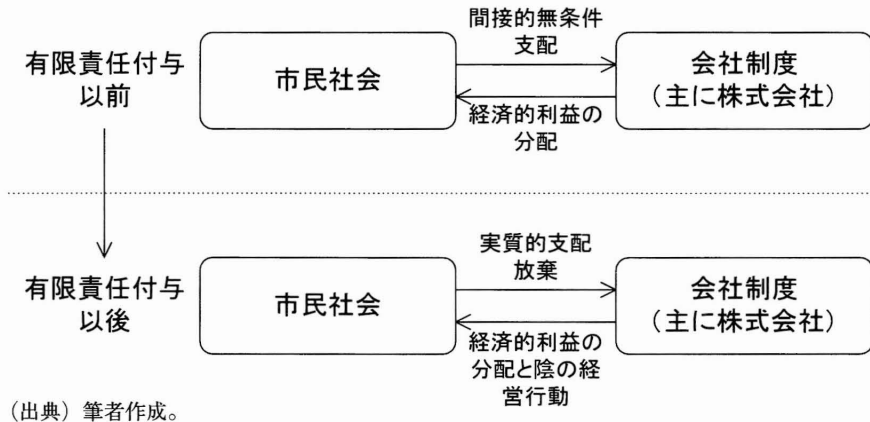 間接的無条件
支配
有限責任付与
以前
市民社会
会社制度
（主に株式会社）
経済的利益の
分配
実質的支配
放棄
有限責任付与
以後
市民社会
会社制度
（主に株式会社）
経済的利益の
分配と陰の経
営行動
（出典）筆者作成。